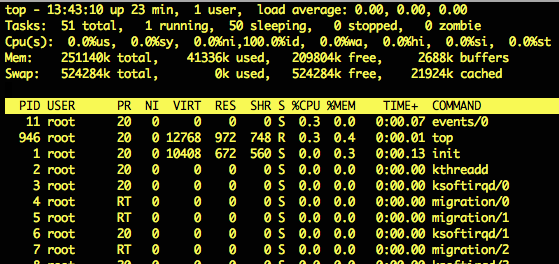 top - 13:43:10 up 23 min,  1 user,  load average: 0.00, 0.00, 0.00
Tasks:  51 total,   1 running,  50 sleeping,   0 stopped,   0 zombie
Cpu(s):  0.0%us,  0.0%sy,  0.0%ni,100.0%id,  0.0%wa,  0.0%hi,  0.0%si,  0.0%st
Mem:    251140k total,    41336k used,   209804k free,     2688k buffers
Swap:   524284k total,        0k used,   524284k free,    21924k cached
PID USER      PR  NI  VIRT  RES  SHR S %CPU %MEM    TIME+  COMMAND
11 root      20   0     0    0    0 S  0.3  0.0   0:00.07 events/0
946 root      20   0 12768  972  748 R  0.3  0.4   0:00.01 top
1 root      20   0 10408  672  560 S  0.0  0.3   0:00.13 init
2 root      20   0     0    0    0 S  0.0  0.0   0:00.00 kthreadd
3 root      20   0     0    0    0 S  0.0  0.0   0:00.00 ksoftirqd/0
4 root      RT   0     0    0    0 S  0.0  0.0   0:00.00 migration/0
5 root      RT   0     0    0    0 S  0.0  0.0   0:00.00 migration/1
6 root      20   0     0    0    0 S  0.0  0.0   0:00.00 ksoftirqd/1
7 root      RT   0     0    0    0 S  0.0  0.0   0:00.00 migration/2